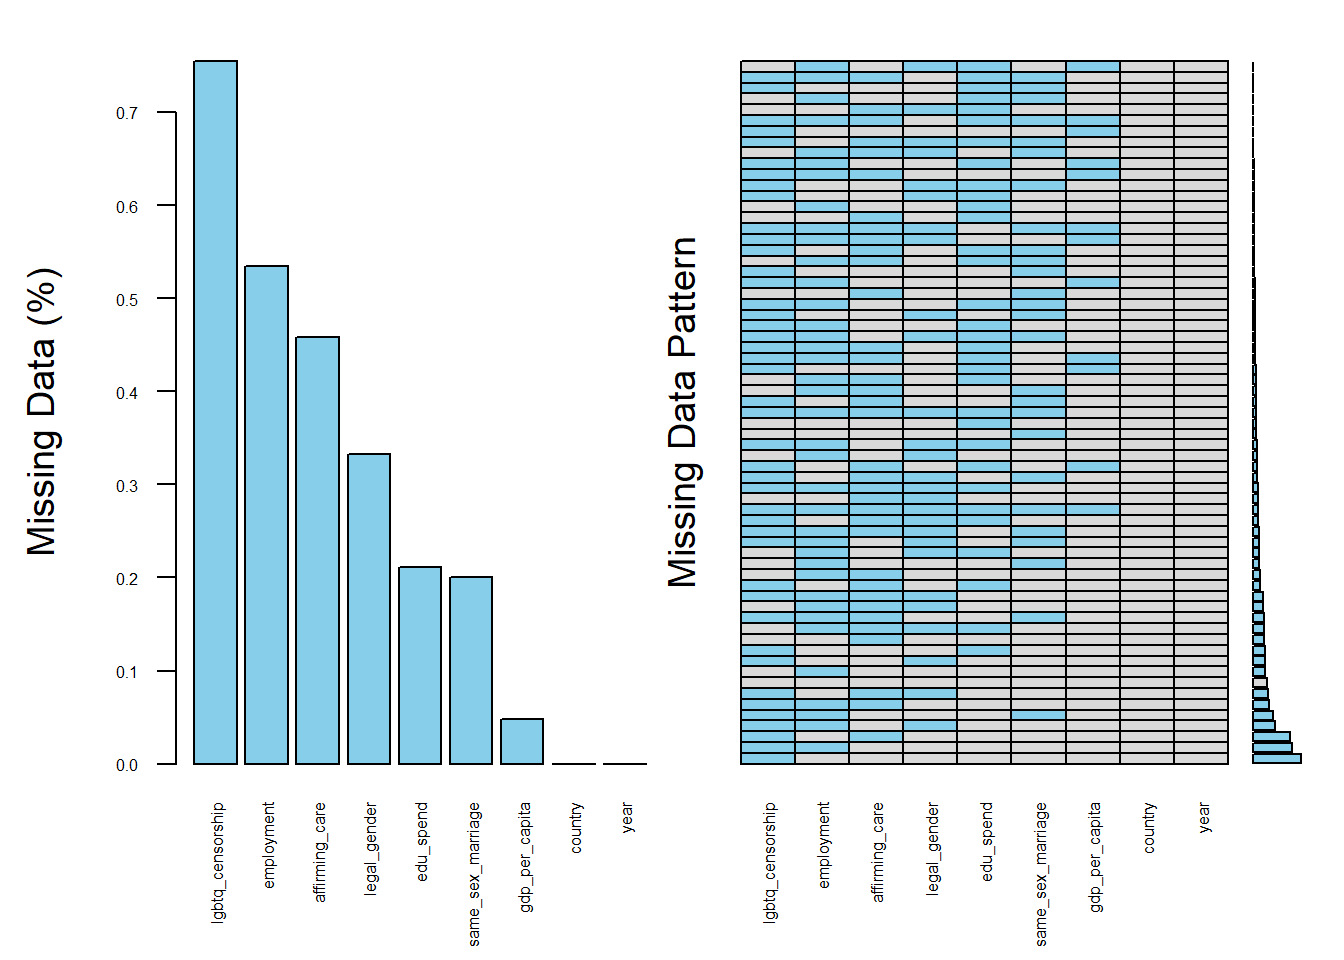 Missing Data (%)
0.7
0.6
0.5
0.4
0.3
0.2
0.1
0.0
lgbtq_censorship
employment
affirming_care
legal_gender
edu_spend
same_sex_marriage
gdp_per_capita
country
year
Missing Data Pattern
lgbtq_censorship
employment
affirming_care
legal_gender
edu_spend
same_sex_marriage
gdp_per_capita
country
year